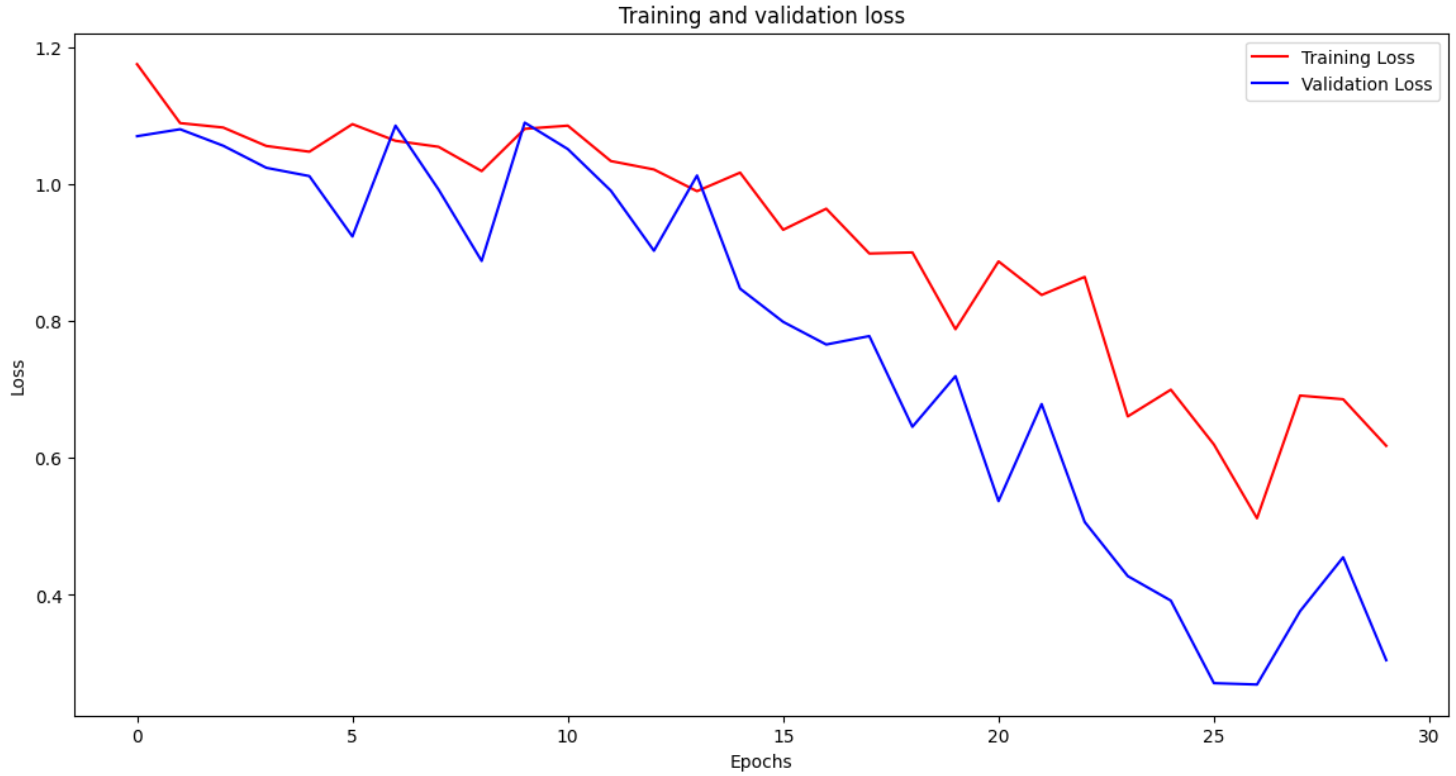 Training and validation loss
Training Loss
Validation Loss
1.2
1.0
0.8
0.6
0.4
Loss
0 5 10 15 20 25 30
Epochs